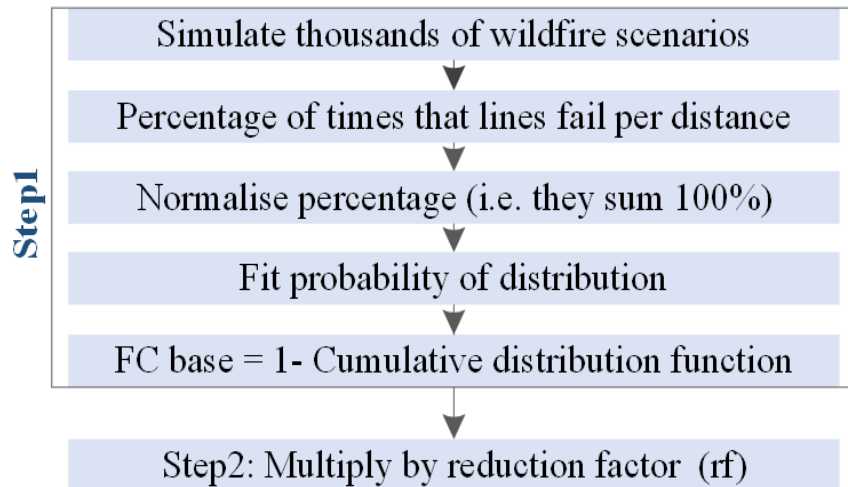 Step1
Simulate thousands of wildfire scenarios
Percentage of times that lines fail per distance
Normalise percentage (i.e. they sum 100%)
Fit probability of distribution
FC base = 1- Cumulative distribution function
Step2: Multiply by reduction factor (rf)